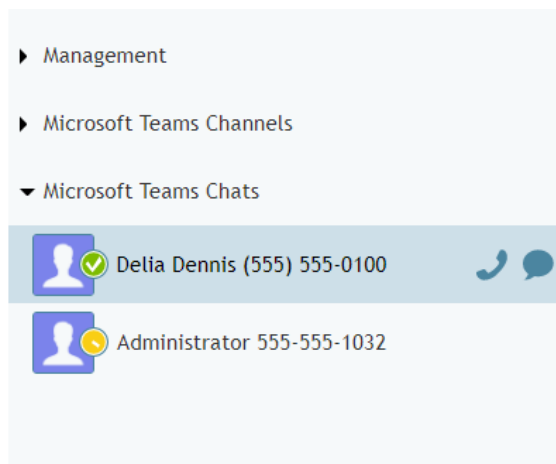 Management
Microsoft Teams Channels
Microsoft Teams Chats
Delia Dennis (555) 555-0100
Administrator 555-555-1032